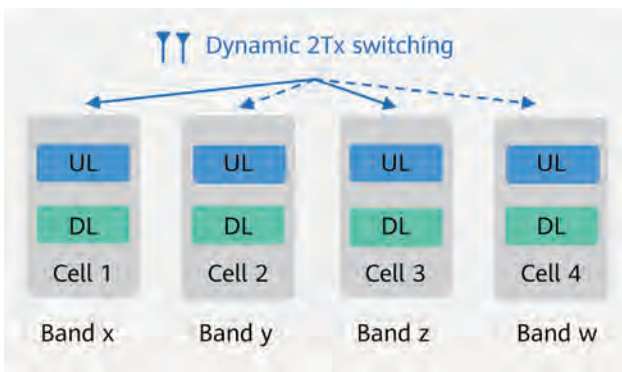 Dynamic 2Tx switching
UL UL UL UL
DL DL DL DL
Cell 1 Cell 2 Cell 3 Cell 4
Band x Band y Band z Band w